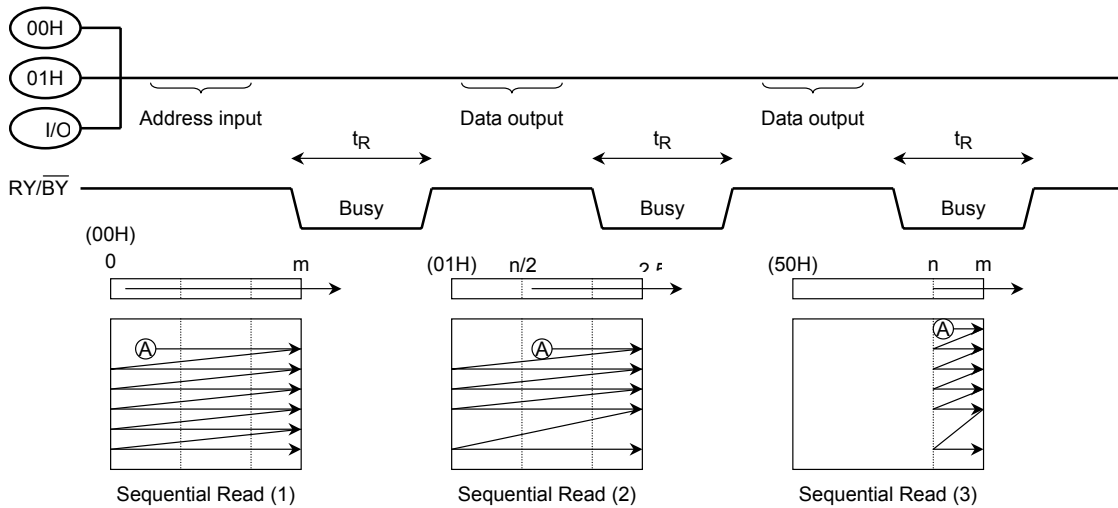 00H
01H
I/O
Address input
Data output
Data output
tR
tR
tR
RY/BY
Busy
Busy
Busy
(00H)
0
m
(01H)
n/2
(50H)
n
m
A
A
A
Sequential Read (1)
Sequential Read (2)
Sequential Read (3)